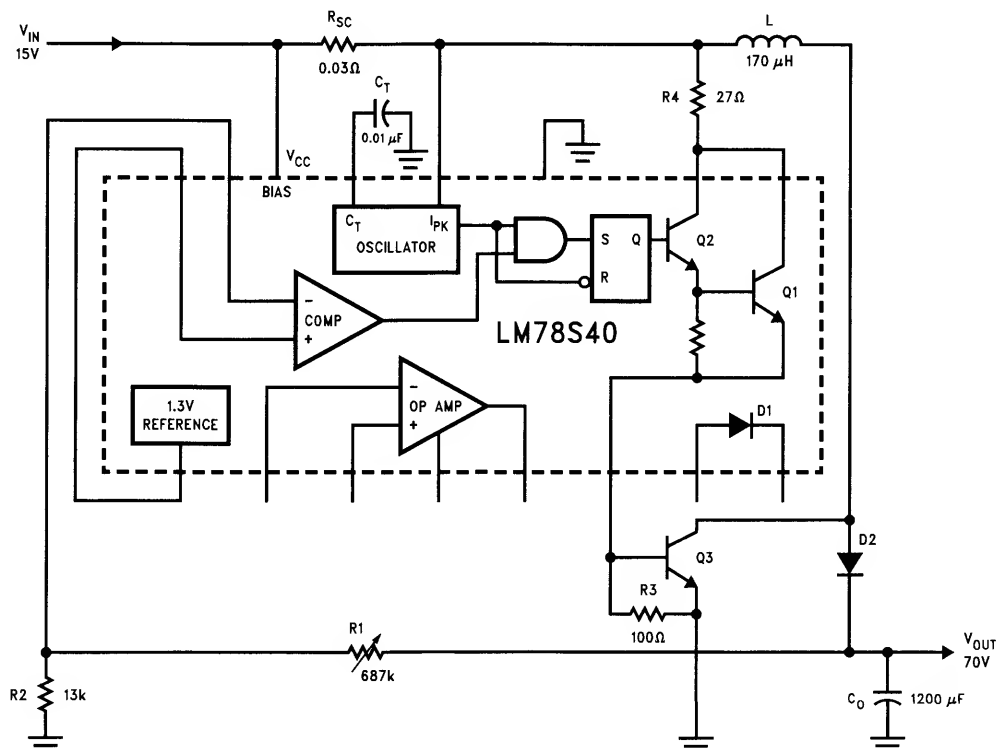 V_IN
15V
R_SC
0.03Ω
L
170 μH
C_T
0.01 μF
R4
27Ω
V_CC
BIAS
C_T
I_PK
OSCILLATOR
S
Q
R
Q2
Q1
−
COMP
+
LM78S40
1.3V
REFERENCE
−
OP AMP
+
D1
Q3
D2
R3
100Ω
R1
687k
V_OUT
70V
R2
13k
C_O
1200 μF